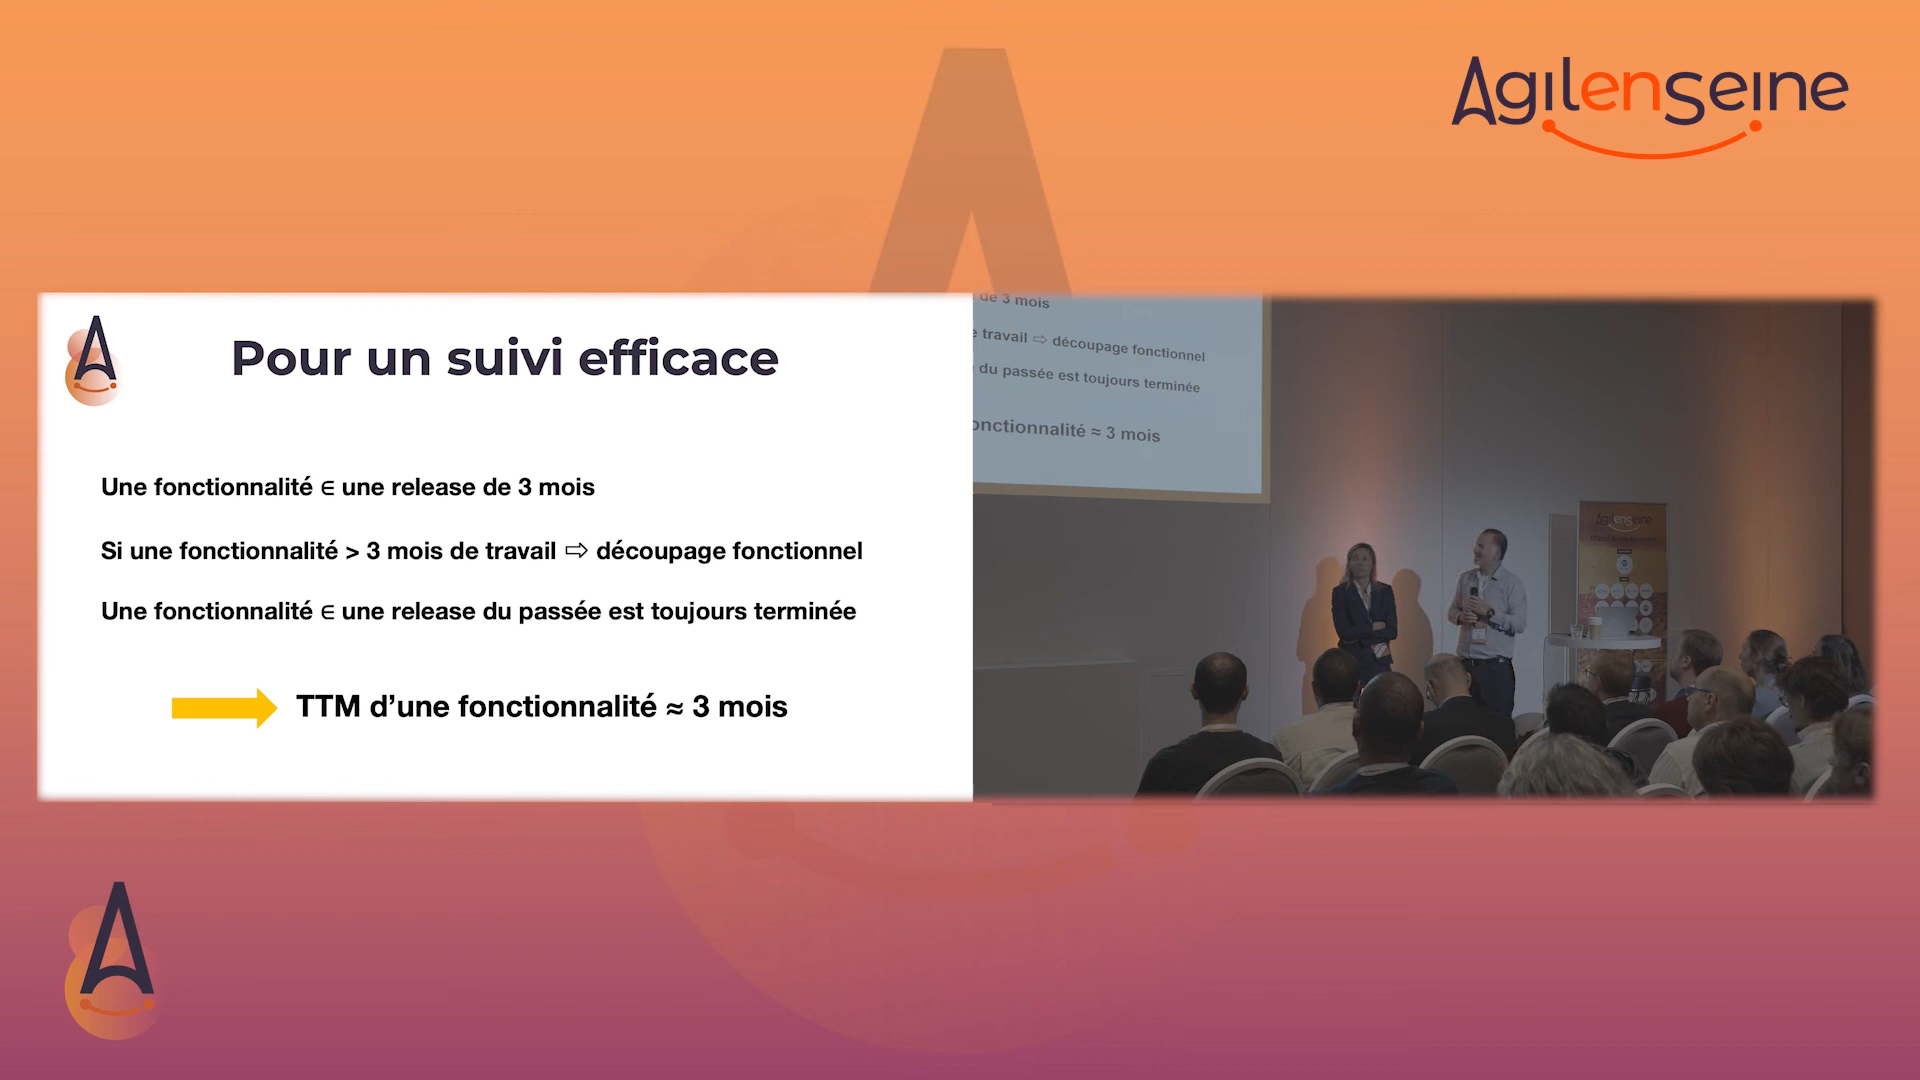 Agilenseine
Pour un suivi efficace
Une fonctionnalité ∈ une release de 3 mois
Si une fonctionnalité > 3 mois de travail ⇨ découpage fonctionnel
Une fonctionnalité ∈ une release du passée est toujours terminée
TTM d’une fonctionnalité ≈ 3 mois
de 3 mois
travail ⇨ découpage fonctionnel
du passée est toujours terminée
onctionnalité ≈ 3 mois
Agilenseine